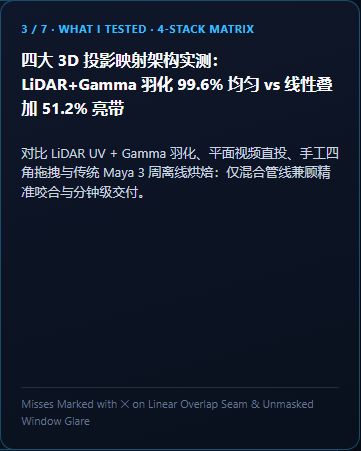 3 / 7 · WHAT I TESTED · 4-STACK MATRIX
四大 3D 投影映射架构实测：
LiDAR+Gamma 羽化 99.6% 均匀 vs 线性叠
加 51.2% 亮带
对比 LiDAR UV + Gamma 羽化、平面视频直投、手工四
角拖拽与传统 Maya 3 周离线烘焙：仅混合管线兼顾精
准咬合与分钟级交付。
Misses Marked with ✕ on Linear Overlap Seam & Unmasked
Window Glare